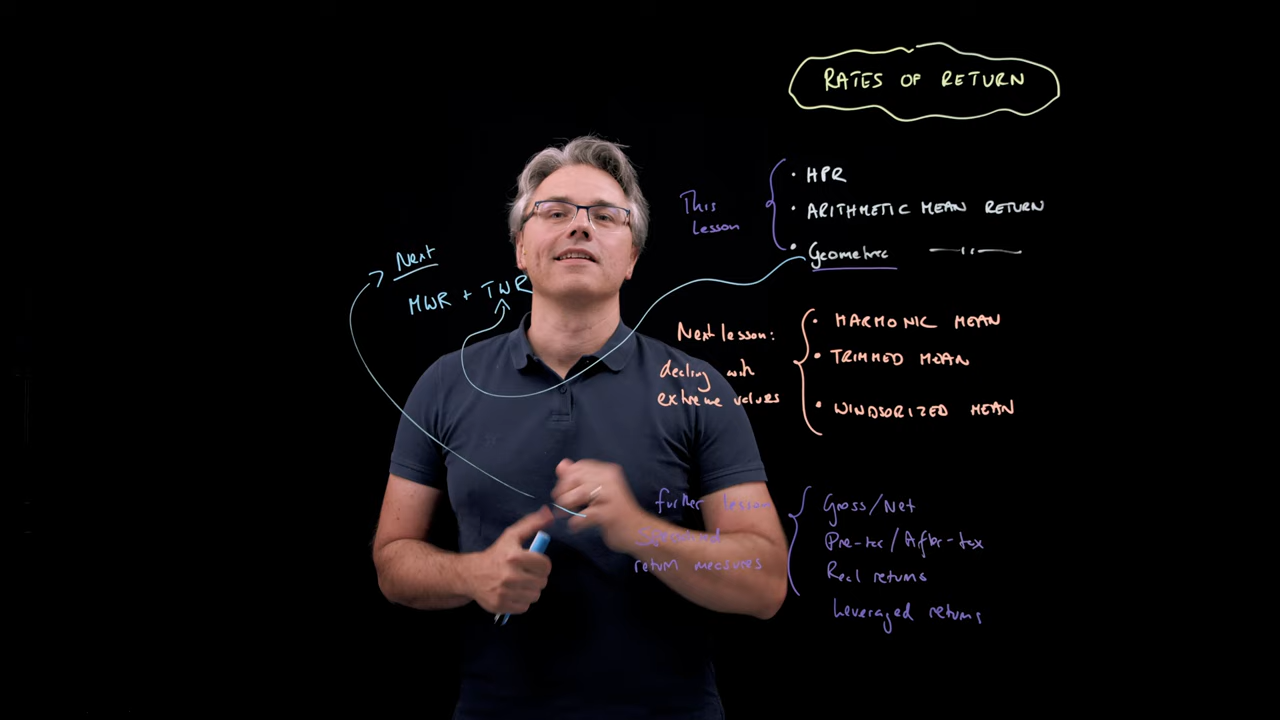 RATES OF RETURN
This
Lesson
· HPR
· ARITHMETIC MEAN RETURN
· Geometric —"—
Next
MWR + TWR
Next lesson:
dealing with
extreme values
· HARMONIC MEAN
· TRIMMED MEAN
· WINDSORIZED MEAN
further lesson
return measures
Gross/Net
Pre-tax/After-tax
Real returns
Leveraged returns